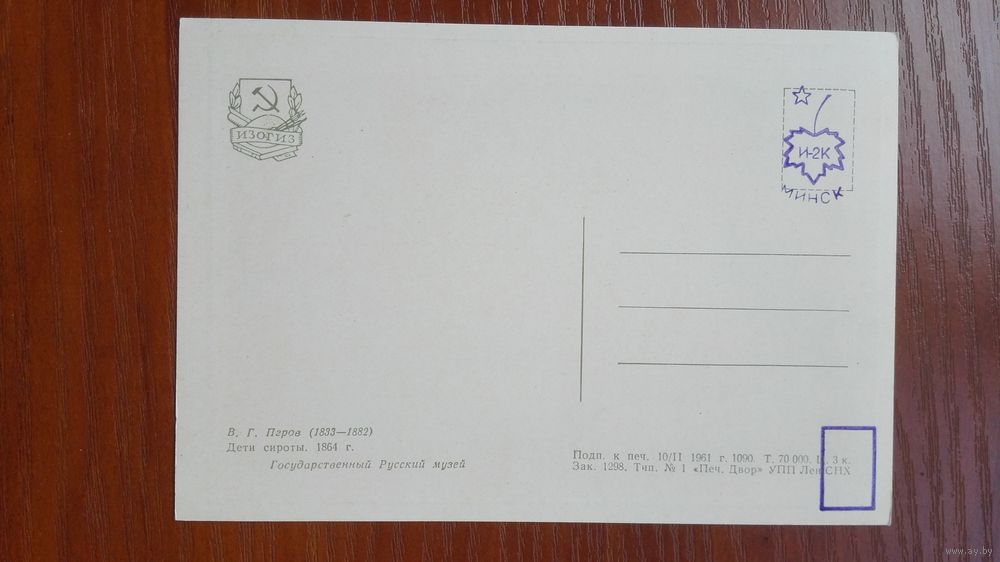 ИЗОГИЗ
И-2К
МИНСК
В. Г. Перов (1833—1882)
Дети сироты. 1864 г.
Государственный Русский музей
Подп. к печ. 10/II 1961 г. 1090. Т. 70 000. Ц. 3 к.
Зак. 1298. Тип. № 1 «Печ. Двор» УПП ЛенСНХ
www.ay.by